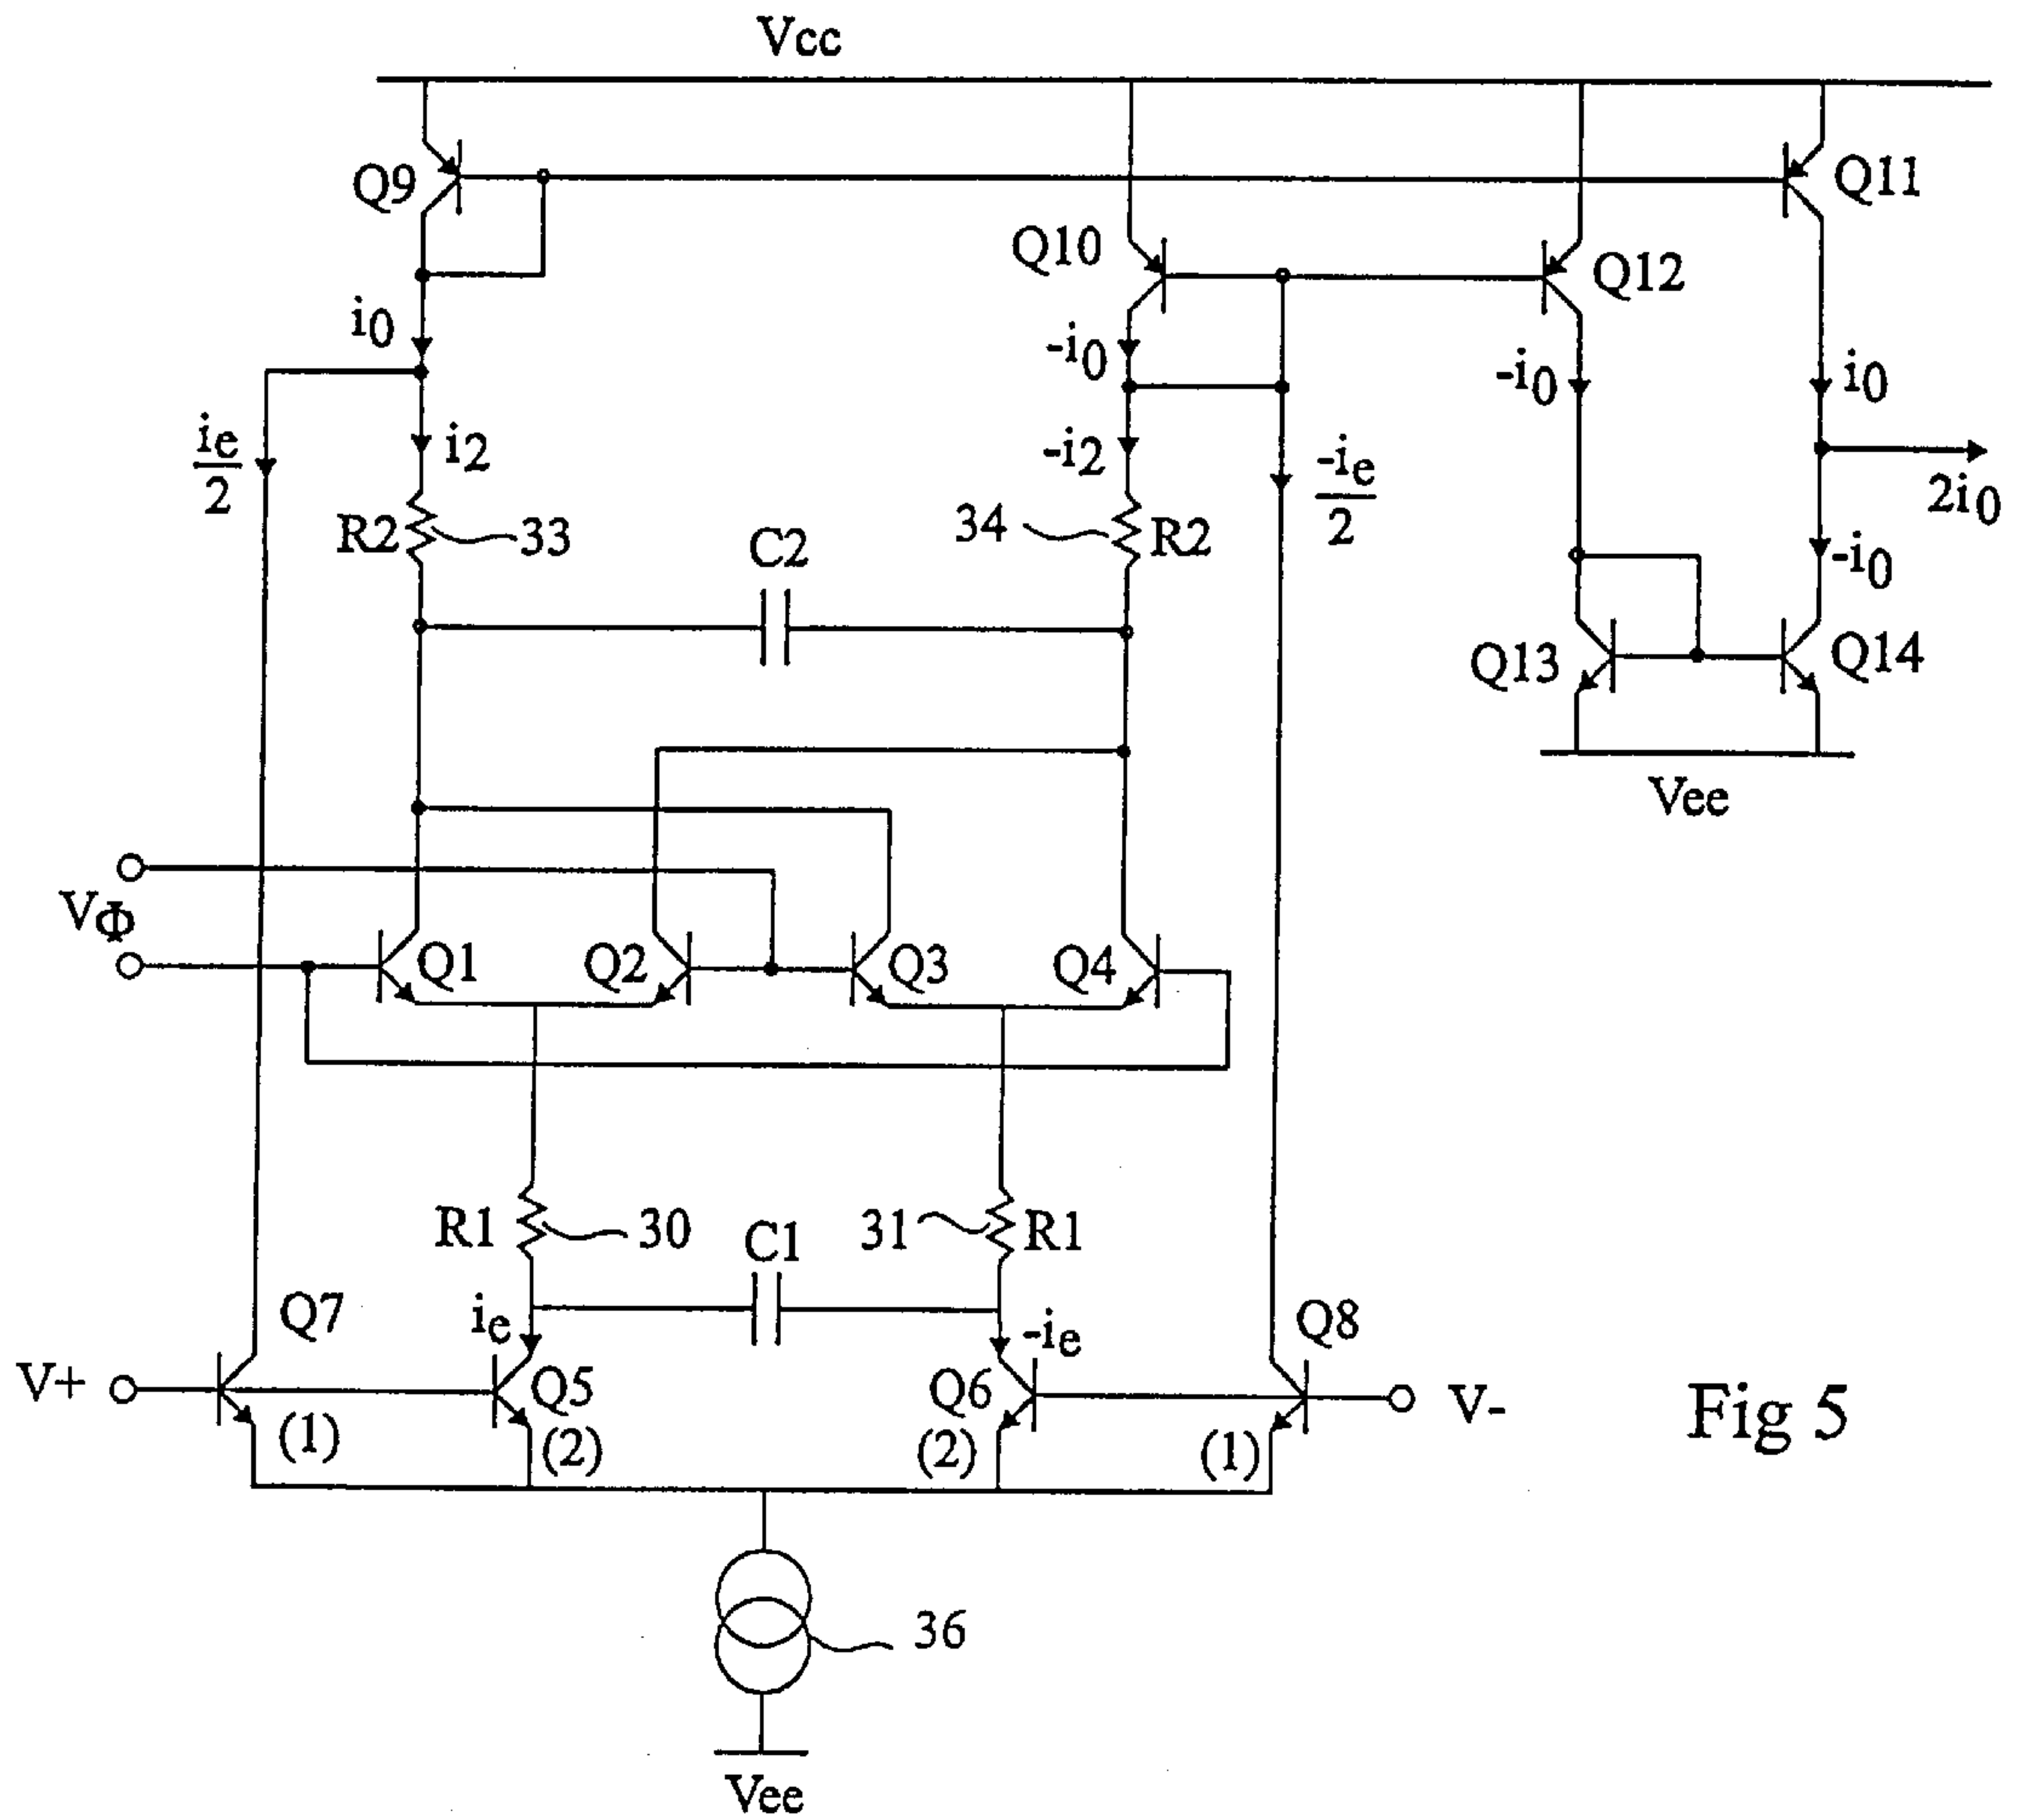 Vcc
Q9
Q11
Q10
Q12
i0
-i0
-i0
i0
ie/2
i2
-i2
-ie/2
2i0
R2
33
34
R2
C2
-i0
Q13
Q14
Vee
VΦ
Q1
Q2
Q3
Q4
R1
30
31
R1
C1
Q7
ie
-ie
Q8
V+
Q5
Q6
V-
(1)
(2)
(2)
(1)
Fig 5
36
Vee